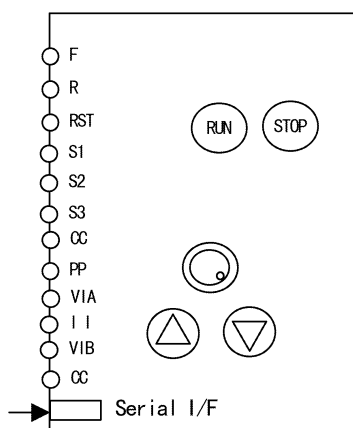 F
R
RST
RUN STOP
S1
S2
S3
CC
PP
VIA
II
VIB
CC
Serial I/F